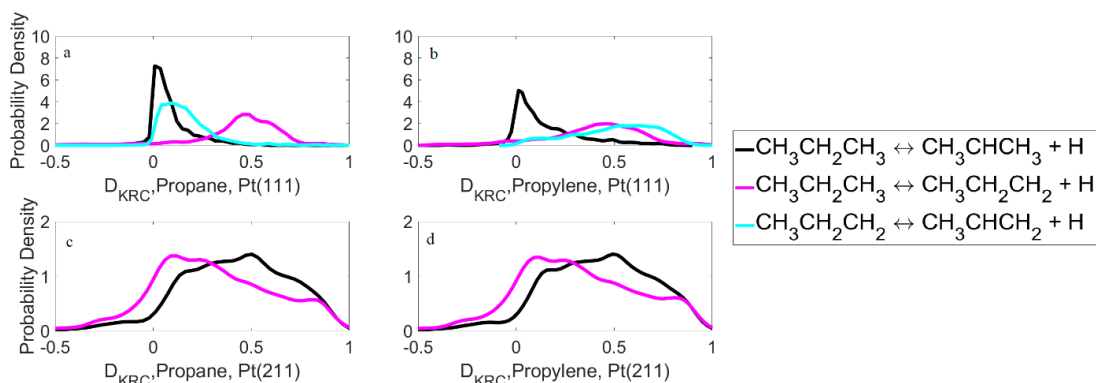 a
Probability Density
10
8
6
4
2
0
-0.5 0 0.5 1
D_KRC,Propane, Pt(111)
b
10
8
6
4
2
0
-0.5 0 0.5 1
D_KRC,Propylene, Pt(111)
c
Probability Density
2
1
0
-0.5 0 0.5 1
D_KRC,Propane, Pt(211)
d
2
1
0
-0.5 0 0.5 1
D_KRC,Propylene, Pt(211)
CH₃CH₂CH₃ ↔ CH₃CHCH₃ + H
CH₃CH₂CH₃ ↔ CH₃CH₂CH₂ + H
CH₃CH₂CH₂ ↔ CH₃CHCH₂ + H